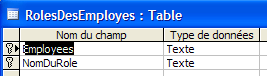 RolesDesEmployes : Table
Nom du champ Type de données
Employees Texte
NomDuRole Texte